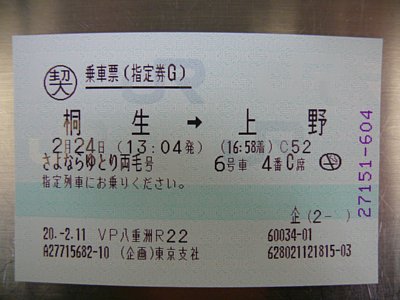 契 乗車票(指定券G)
桐生 → 上野
2月24日(13:04発) (16:58着) C52
さよならゆとり両毛号 6号車 4番C席
指定列車にお乗りください。
企(2- )
20.-2.11 VP八重洲R22 60034-01
A27715682-10 (企画)東京支社 628021121815-03
27151-604